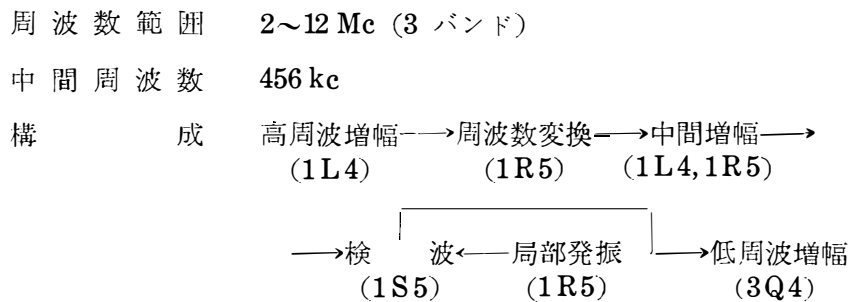 周波数範囲 2～12 Mc (3 バンド)
中間周波数 456 kc
構成 高周波増幅→周波数変換→中間増幅→
(1L4) (1R5) (1L4, 1R5)
→検波←局部発振 →低周波増幅
(1S5) (1R5) (3Q4)